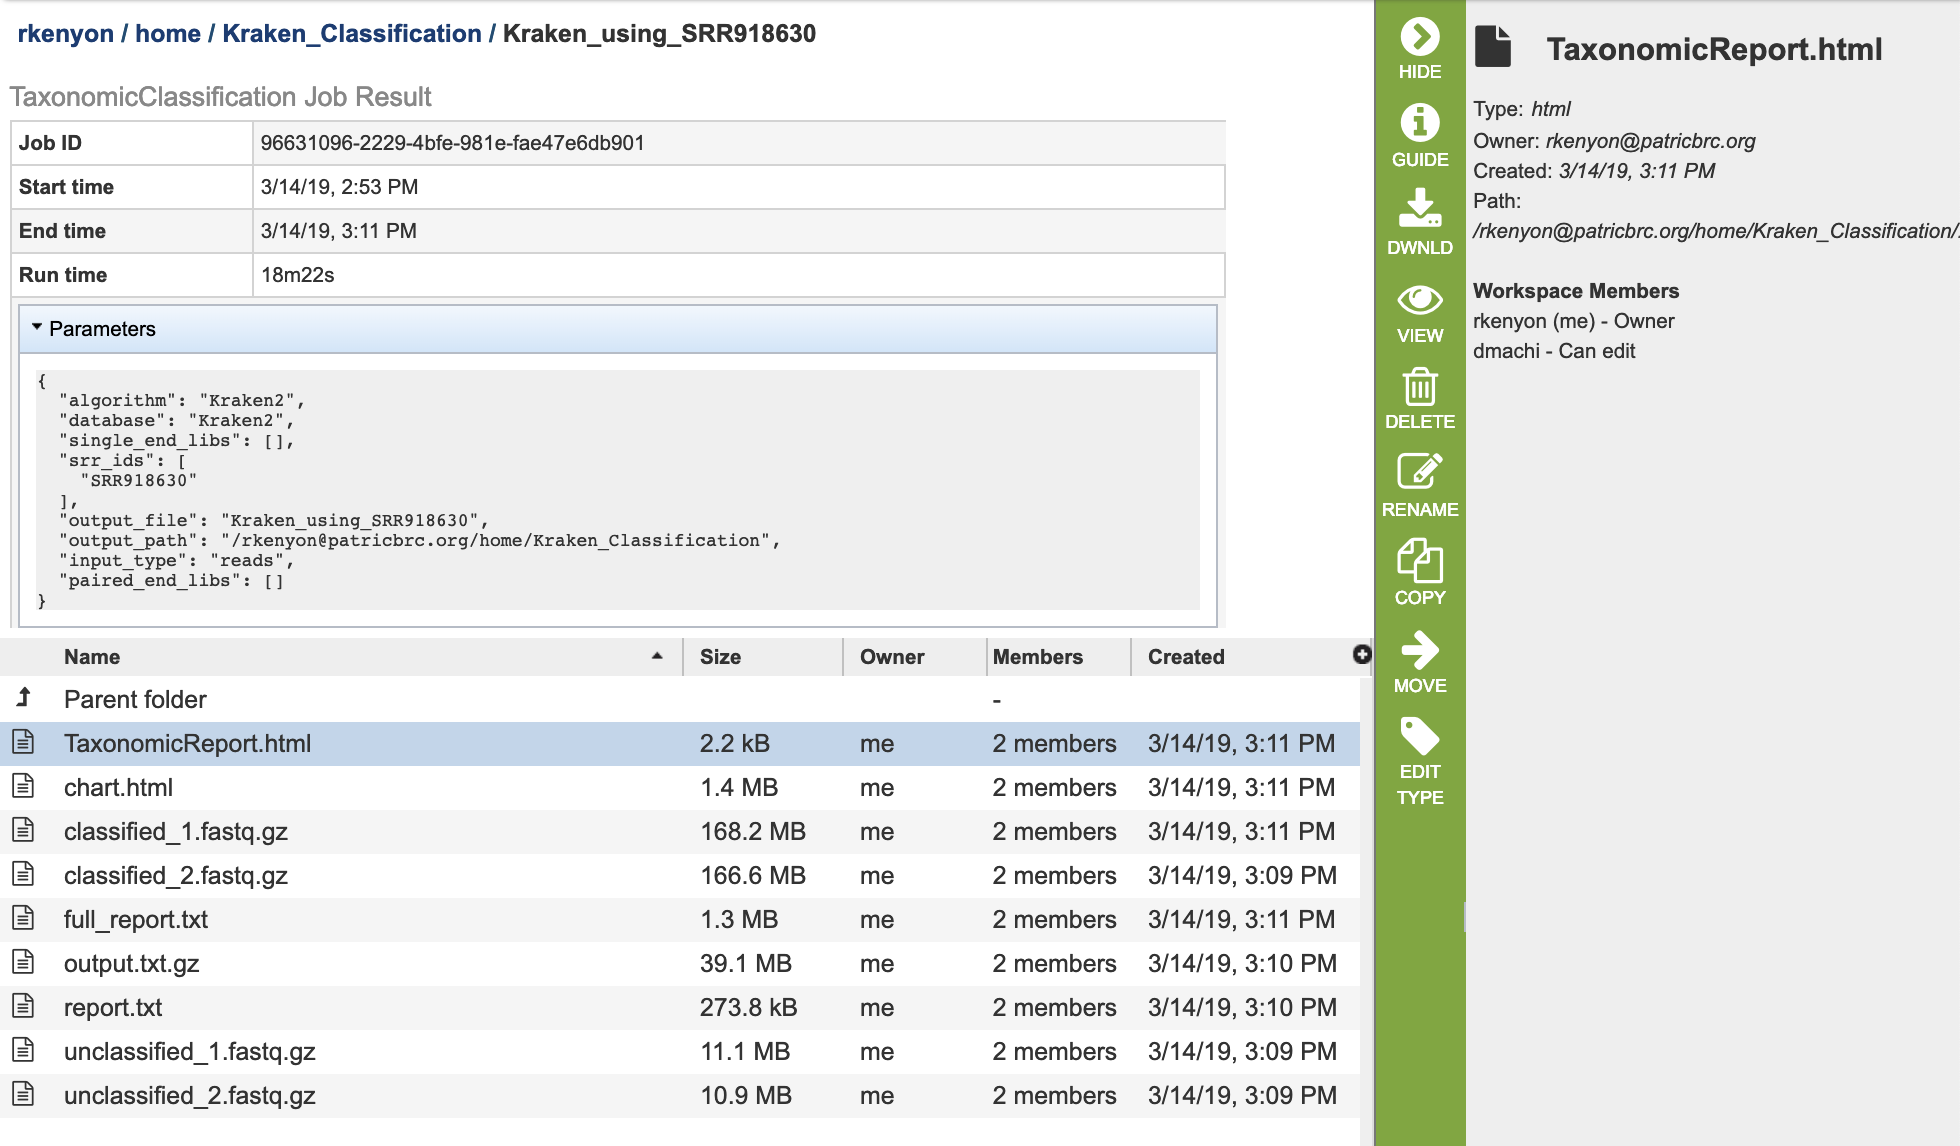 rkenyon / home / Kraken_Classification / Kraken_using_SRR918630
TaxonomicClassification Job Result
Job ID 96631096-2229-4bfe-981e-fae47e6db901
Start time 3/14/19, 2:53 PM
End time 3/14/19, 3:11 PM
Run time 18m22s
Parameters
{
"algorithm": "Kraken2",
"database": "Kraken2",
"single_end_libs": [],
"srr_ids": [
"SRR918630"
],
"output_file": "Kraken_using_SRR918630",
"output_path": "/rkenyon@patricbrc.org/home/Kraken_Classification",
"input_type": "reads",
"paired_end_libs": []
}
Name Size Owner Members Created
Parent folder -
TaxonomicReport.html 2.2 kB me 2 members 3/14/19, 3:11 PM
chart.html 1.4 MB me 2 members 3/14/19, 3:11 PM
classified_1.fastq.gz 168.2 MB me 2 members 3/14/19, 3:11 PM
classified_2.fastq.gz 166.6 MB me 2 members 3/14/19, 3:09 PM
full_report.txt 1.3 MB me 2 members 3/14/19, 3:11 PM
output.txt.gz 39.1 MB me 2 members 3/14/19, 3:10 PM
report.txt 273.8 kB me 2 members 3/14/19, 3:10 PM
unclassified_1.fastq.gz 11.1 MB me 2 members 3/14/19, 3:09 PM
unclassified_2.fastq.gz 10.9 MB me 2 members 3/14/19, 3:09 PM
HIDE
GUIDE
DWNLD
VIEW
DELETE
RENAME
COPY
MOVE
EDIT
TYPE
TaxonomicReport.html
Type: html
Owner: rkenyon@patricbrc.org
Created: 3/14/19, 3:11 PM
Path:
/rkenyon@patricbrc.org/home/Kraken_Classification/
Workspace Members
rkenyon (me) - Owner
dmachi - Can edit